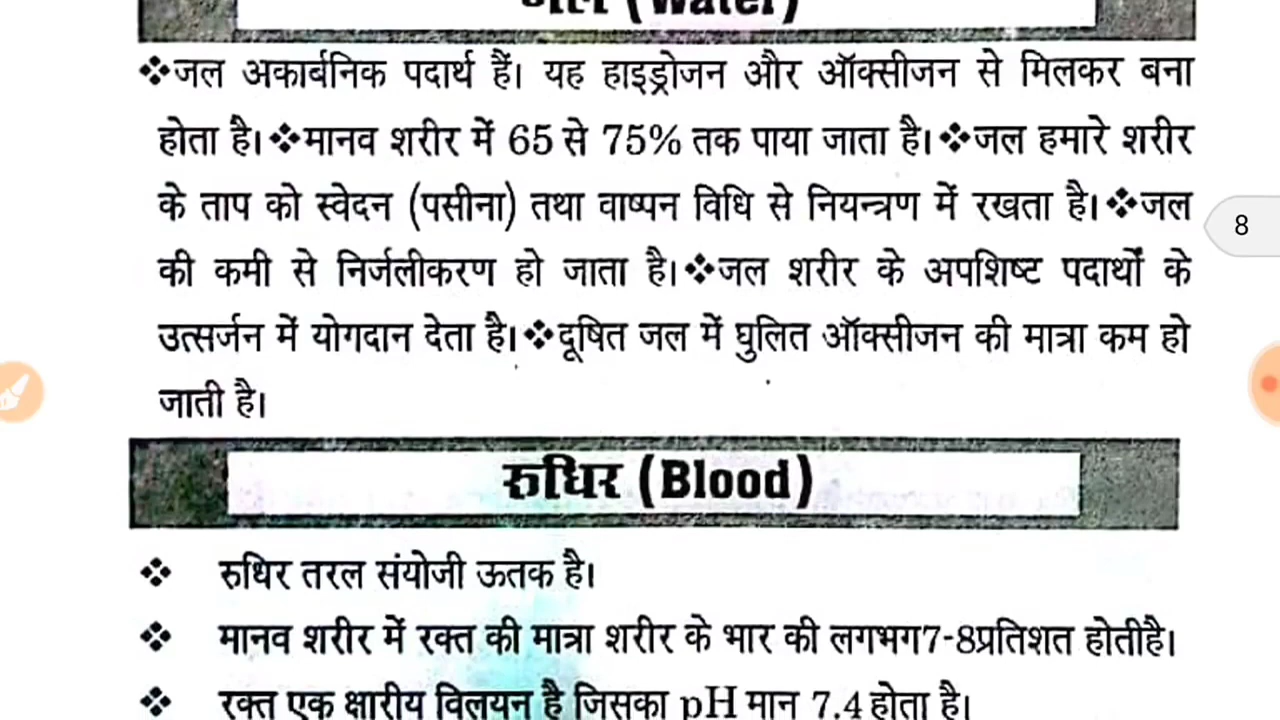 जल (Water)
❖जल अकार्बनिक पदार्थ हैं। यह हाइड्रोजन और ऑक्सीजन से मिलकर बना
होता है।❖मानव शरीर में 65 से 75% तक पाया जाता है।❖जल हमारे शरीर
के ताप को स्वेदन (पसीना) तथा वाष्पन विधि से नियन्त्रण में रखता है।❖जल
की कमी से निर्जलीकरण हो जाता है।❖जल शरीर के अपशिष्ट पदार्थों के
उत्सर्जन में योगदान देता है।❖दूषित जल में घुलित ऑक्सीजन की मात्रा कम हो
जाती है।
8
रुधिर (Blood)
❖ रुधिर तरल संयोजी ऊतक है।
❖ मानव शरीर में रक्त की मात्रा शरीर के भार की लगभग7-8प्रतिशत होतीहै।
❖ रक्त एक क्षारीय विलयन है जिसका pH मान 7.4 होता है।